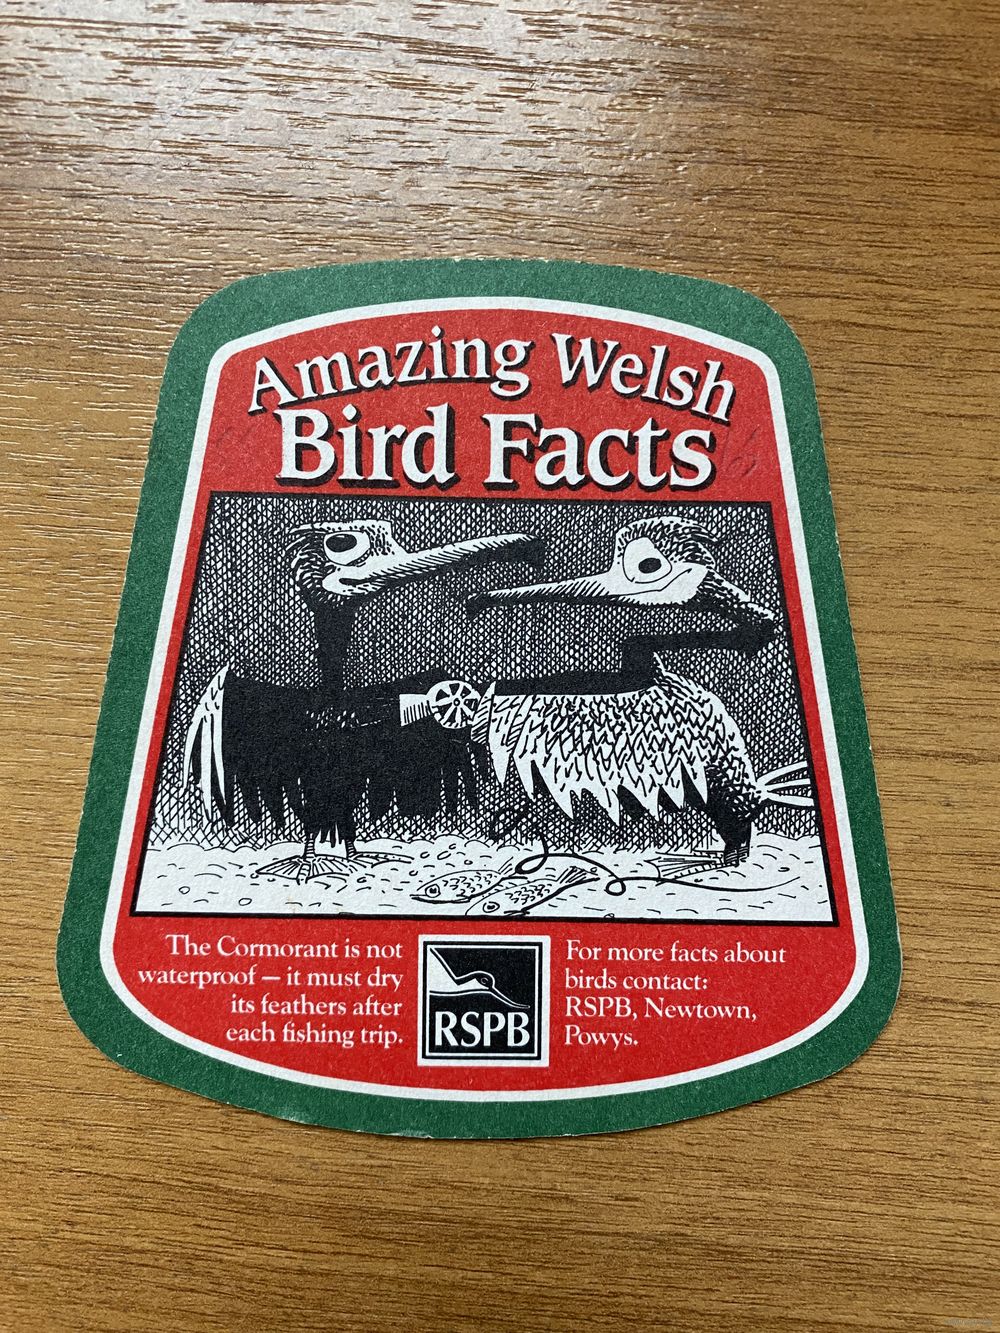 Amazing Welsh
Bird Facts
The Cormorant is not
waterproof — it must dry
its feathers after
each fishing trip.
RSPB
For more facts about
birds contact:
RSPB, Newtown,
Powys.